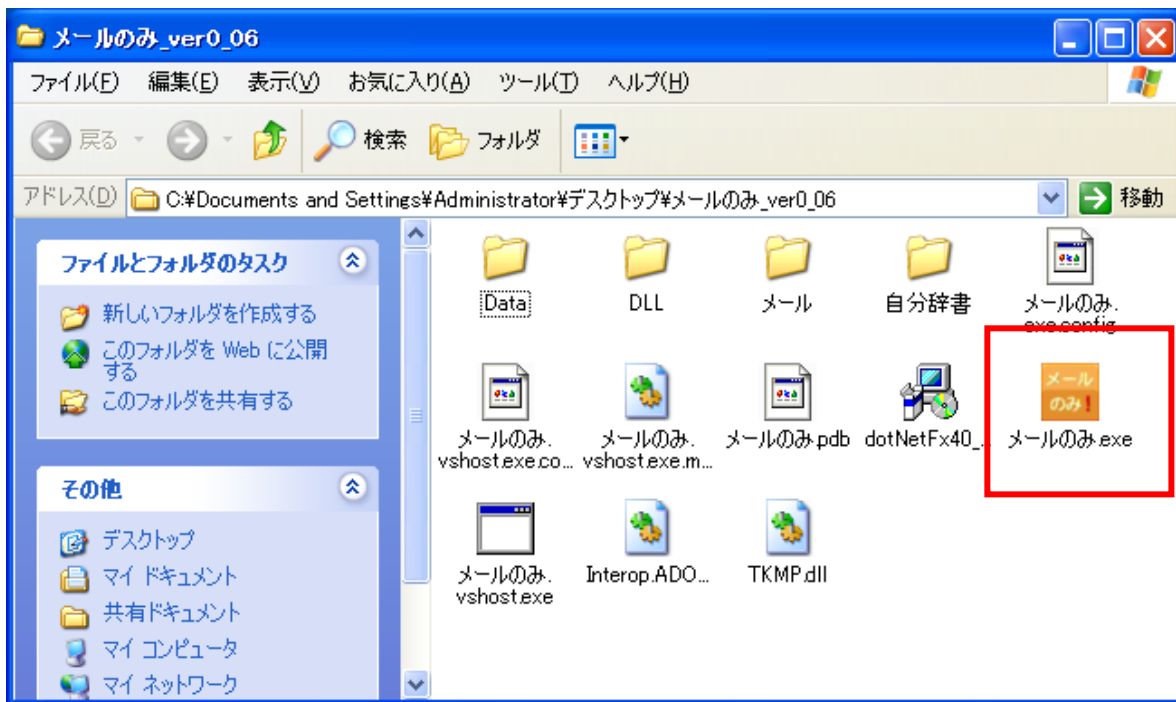 メールのみ_ver0_06
ファイル(F) 編集(E) 表示(V) お気に入り(A) ツール(T) ヘルプ(H)
戻る 検索 フォルダ
アドレス(D) C:¥Documents and Settings¥Administrator¥デスクトップ¥メールのみ_ver0_06 移動
ファイルとフォルダのタスク
新しいフォルダを作成する
このフォルダを Web に公開
する
このフォルダを共有する
その他
デスクトップ
マイ ドキュメント
共有ドキュメント
マイ コンピュータ
マイ ネットワーク
Data DLL メール 自分辞書 メールのみ.
exe.config
メール
のみ!
メールのみ.
vshost.exe.co...
メールのみ.
vshost.exe.m...
メールのみ.pdb dotNetFx40_... メールのみ.exe
メールのみ.
vshost.exe
Interop.ADO... TKMP.dll